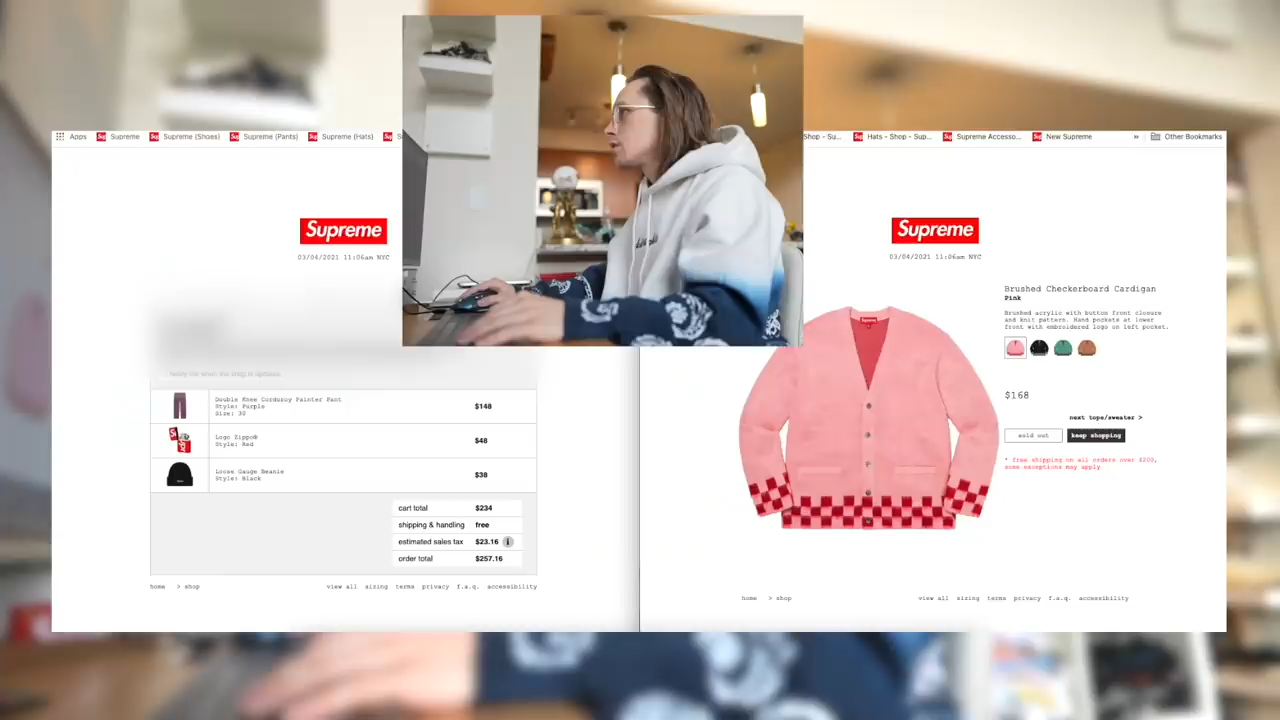 Apps Supreme Supreme (Shoes) Supreme (Pants) Supreme (Hats)
Shop - Su... Hats - Shop - Sup... Supreme Accesso... New Supreme » Other Bookmarks
Supreme
03/04/2021 11:06am NYC
Double Knee Corduroy Painter Pant
Style: Purple
Size: 30
$148
Logo Zippo®
Style: Red
$48
Loose Gauge Beanie
Style: Black
$38
cart total $234
shipping & handling free
estimated sales tax $23.16
order total $257.16
home > shop view all sizing terms privacy f.a.q. accessibility
Supreme
03/04/2021 11:06am NYC
Supreme
Brushed Checkerboard Cardigan
Pink
Brushed acrylic with button front closure
and knit pattern. Hand pockets at lower
front with embroidered logo on left pocket.
$168
next tops/sweater >
sold out keep shopping
* free shipping on all orders over $200,
some exceptions may apply
home > shop view all sizing terms privacy f.a.q. accessibility